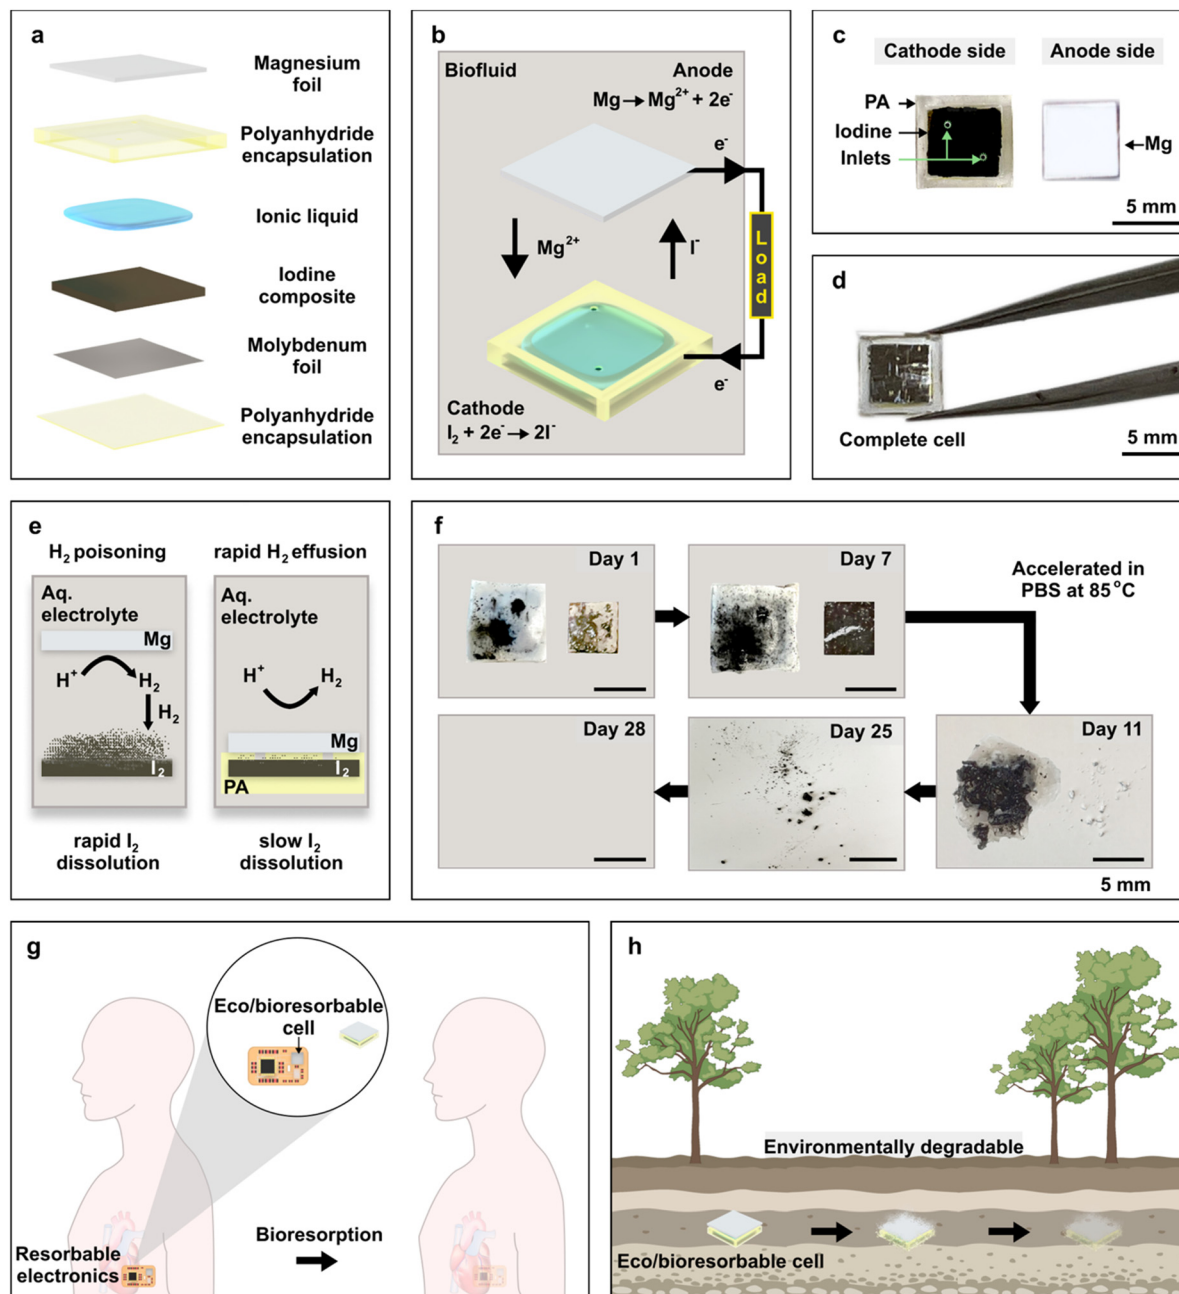 a
Magnesium
foil
Polyanhydride
encapsulation
Ionic liquid
Iodine
composite
Molybdenum
foil
Polyanhydride
encapsulation
b
Biofluid
Anode
Mg → Mg²⁺ + 2e⁻
e⁻
Mg²⁺
I⁻
Load
e⁻
Cathode
I₂ + 2e⁻ → 2I⁻
c
Cathode side
Anode side
PA
Iodine
Inlets
Mg
5 mm
d
Complete cell
5 mm
e
H₂ poisoning
rapid H₂ effusion
Aq.
electrolyte
Mg
H⁺
H₂
H₂
I₂
Aq.
electrolyte
H⁺
H₂
Mg
I₂
PA
rapid I₂
dissolution
slow I₂
dissolution
f
Day 1
Day 7
Accelerated in
PBS at 85 °C
Day 28
Day 25
Day 11
5 mm
g
Eco/bioresorbable
cell
Bioresorption
Resorbable
electronics
h
Environmentally degradable
Eco/bioresorbable cell